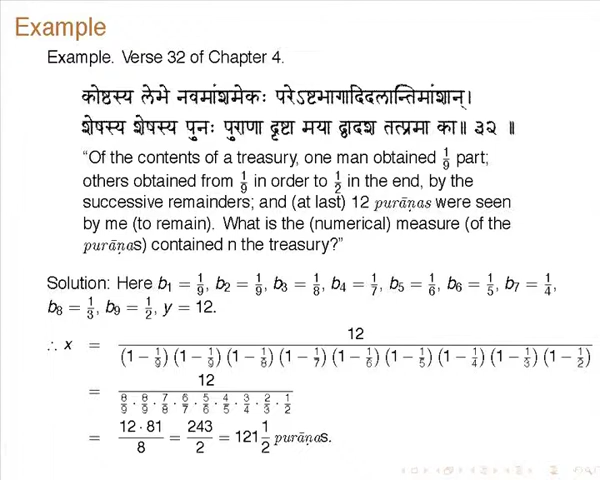 Example
Example. Verse 32 of Chapter 4.
कोष्ठस्य लेभे नवमांशमेकः परेऽष्टभागादिदलान्तिमांशान्।
शेषस्य शेषस्य पुनः पुराणा दृष्टा मया द्वादश तत्प्रमा का॥ ३२ ॥
“Of the contents of a treasury, one man obtained 1/9 part;
others obtained from 1/9 in order to 1/2 in the end, by the
successive remainders; and (at last) 12 purāṇas were seen
by me (to remain). What is the (numerical) measure (of the
purāṇas) contained n the treasury?”
Solution: Here b₁ = 1/9, b₂ = 1/9, b₃ = 1/8, b₄ = 1/7, b₅ = 1/6, b₆ = 1/5, b₇ = 1/4,
b₈ = 1/3, b₉ = 1/2, y = 12.
∴ x = 12 / (1 − 1/9) (1 − 1/9) (1 − 1/8) (1 − 1/7) (1 − 1/6) (1 − 1/5) (1 − 1/4) (1 − 1/3) (1 − 1/2)
= 12 / 8/9 · 8/9 · 7/8 · 6/7 · 5/6 · 4/5 · 3/4 · 2/3 · 1/2
= 12 · 81 / 8 = 243 / 2 = 121 1/2 purāṇas.